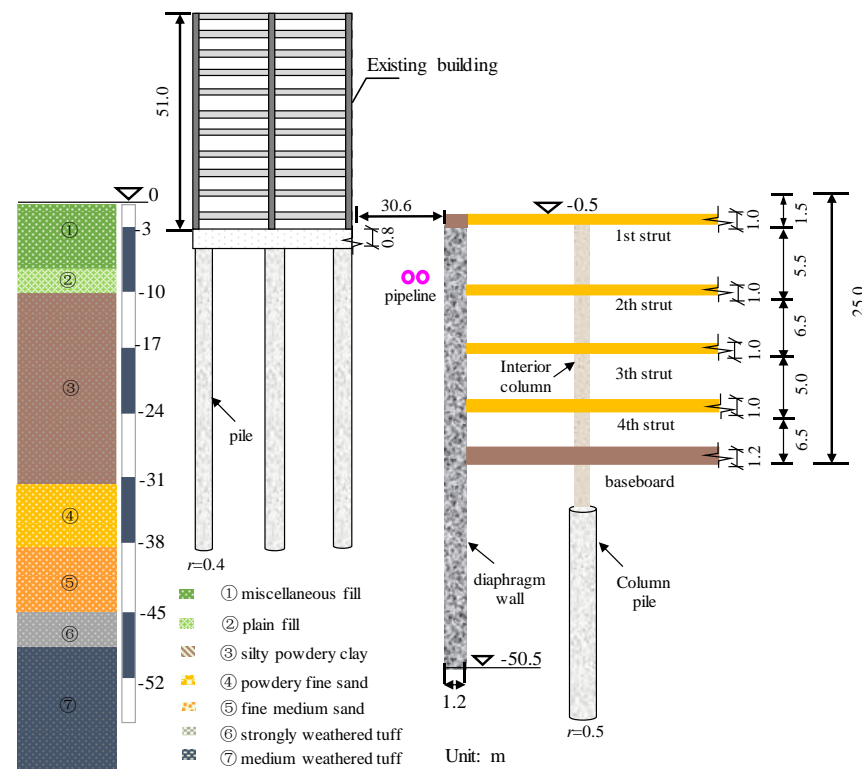 51.0
Existing building
0
-3
-10
-17
-24
-31
-38
-45
-52
①
②
③
④
⑤
⑥
⑦
30.6
0.8
-0.5
1st strut
2th strut
3th strut
4th strut
baseboard
1.0
1.0
1.0
1.0
1.2
1.5
5.5
6.5
5.0
6.5
25.0
pipeline
Interior
column
pile
r=0.4
diaphragm
wall
Column
pile
-50.5
1.2
r=0.5
① miscellaneous fill
② plain fill
③ silty powdery clay
④ powdery fine sand
⑤ fine medium sand
⑥ strongly weathered tuff
⑦ medium weathered tuff
Unit: m